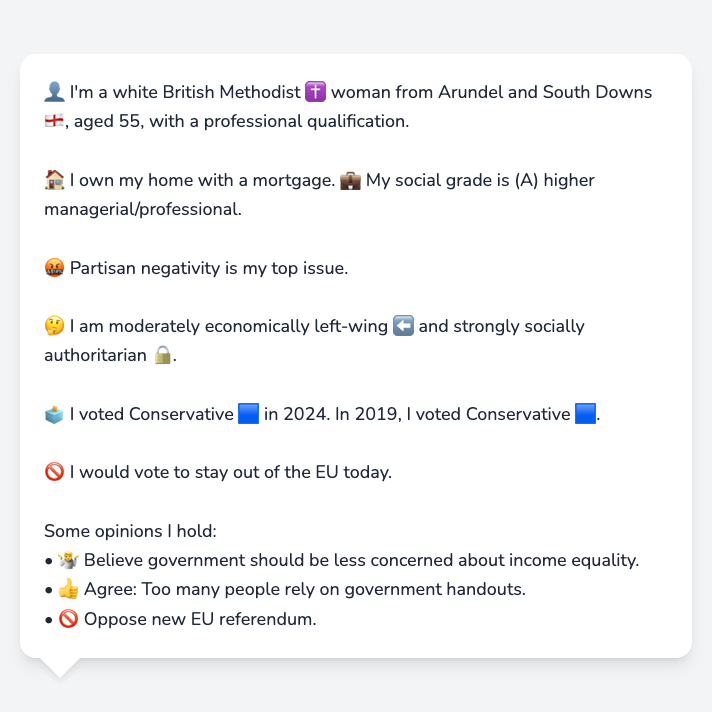 👤 I'm a white British Methodist ✝️ woman from Arundel and South Downs
🏴󠁧󠁢󠁥󠁮󠁧󠁿, aged 55, with a professional qualification.
🏠 I own my home with a mortgage. 💼 My social grade is (A) higher
managerial/professional.
🤬 Partisan negativity is my top issue.
🤔 I am moderately economically left-wing ⬅️ and strongly socially
authoritarian 🔒.
🗳️ I voted Conservative 🟦 in 2024. In 2019, I voted Conservative 🟦.
🚫 I would vote to stay out of the EU today.
Some opinions I hold:
• 🤷 Believe government should be less concerned about income equality.
• 👍 Agree: Too many people rely on government handouts.
• 🚫 Oppose new EU referendum.